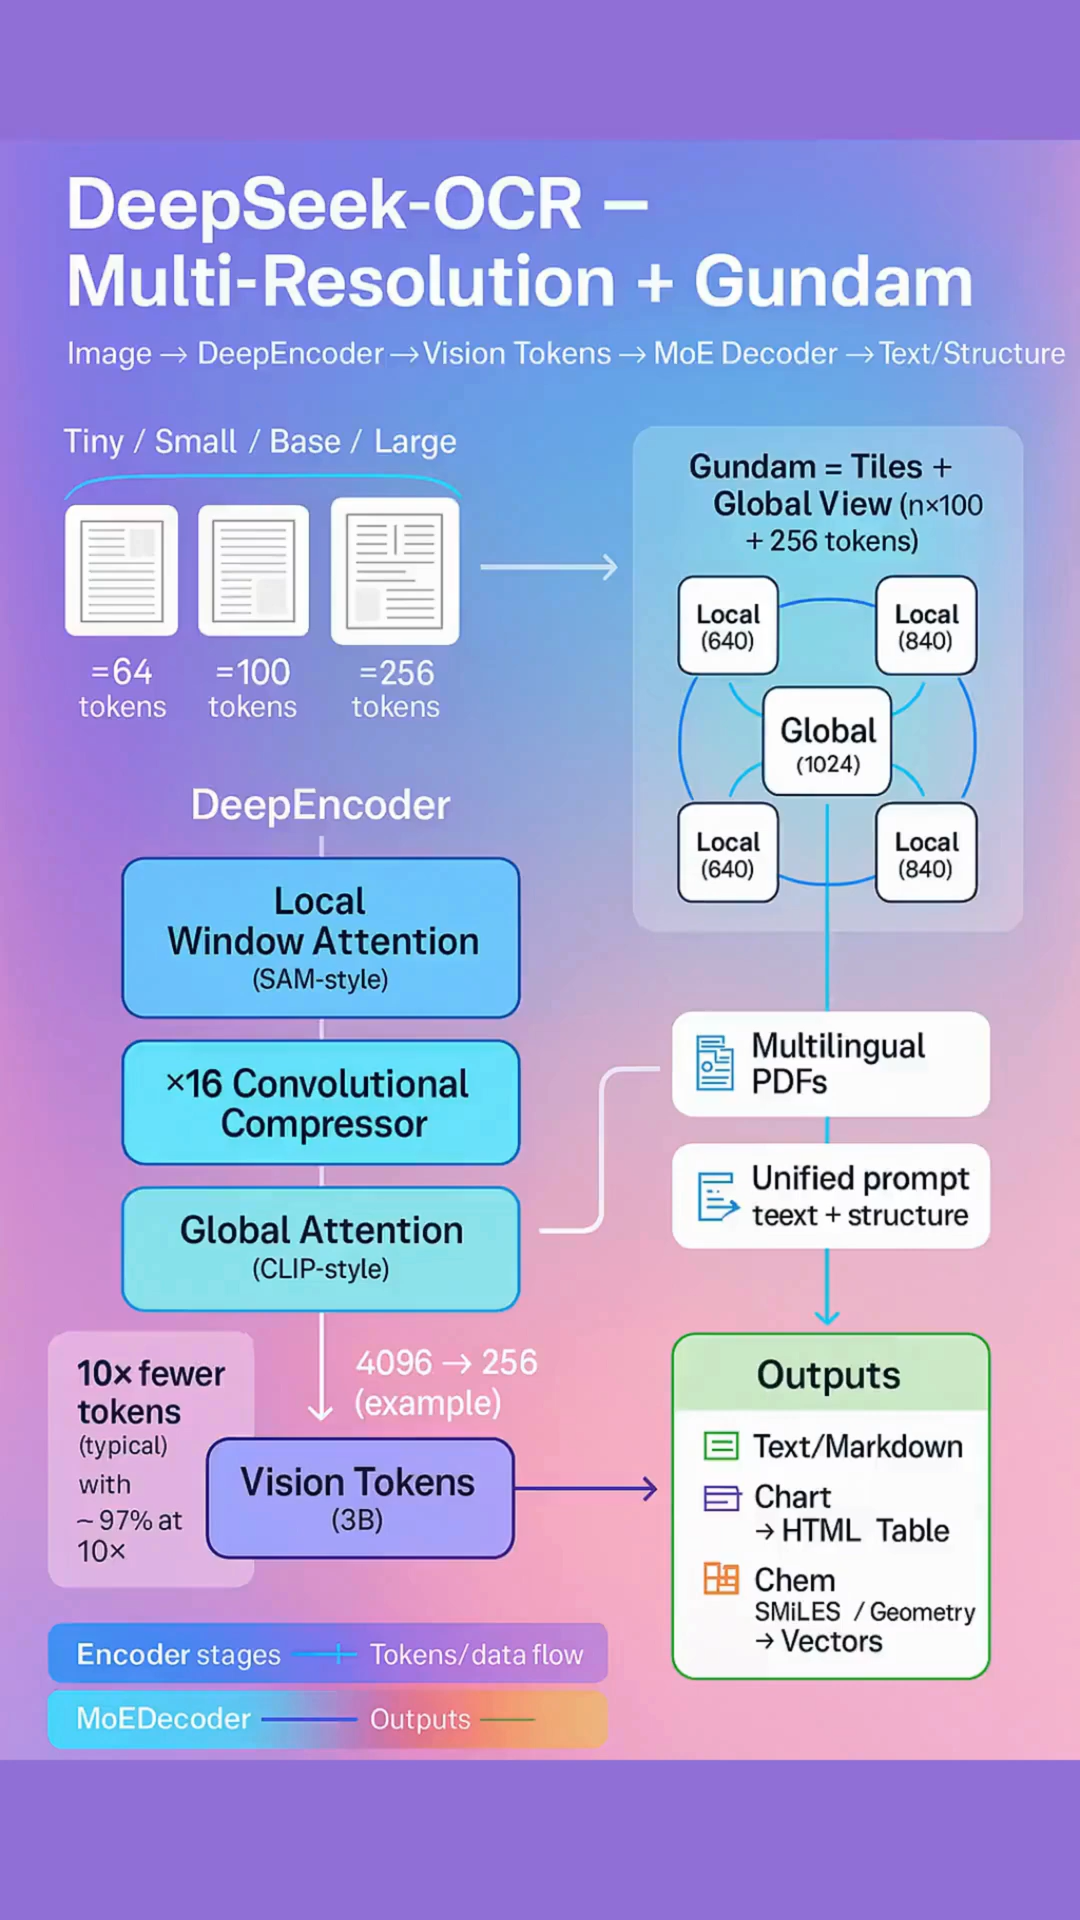 DeepSeek-OCR –
Multi-Resolution + Gundam
Image → DeepEncoder → Vision Tokens → MoE Decoder → Text/Structure
Tiny / Small / Base / Large
=64
tokens
=100
tokens
=256
tokens
Gundam = Tiles +
Global View (n×100
+ 256 tokens)
Local
(640)
Local
(840)
Global
(1024)
Local
(640)
Local
(840)
DeepEncoder
Local
Window Attention
(SAM-style)
×16 Convolutional
Compressor
Global Attention
(CLIP-style)
4096 → 256
(example)
10× fewer
tokens
(typical)
with
~ 97% at
10×
Vision Tokens
(3B)
Multilingual
PDFs
Unified prompt
teext + structure
Outputs
Text/Markdown
Chart
→ HTML Table
Chem
SMiLES / Geometry
→ Vectors
Encoder stages
Tokens/data flow
MoEDecoder
Outputs